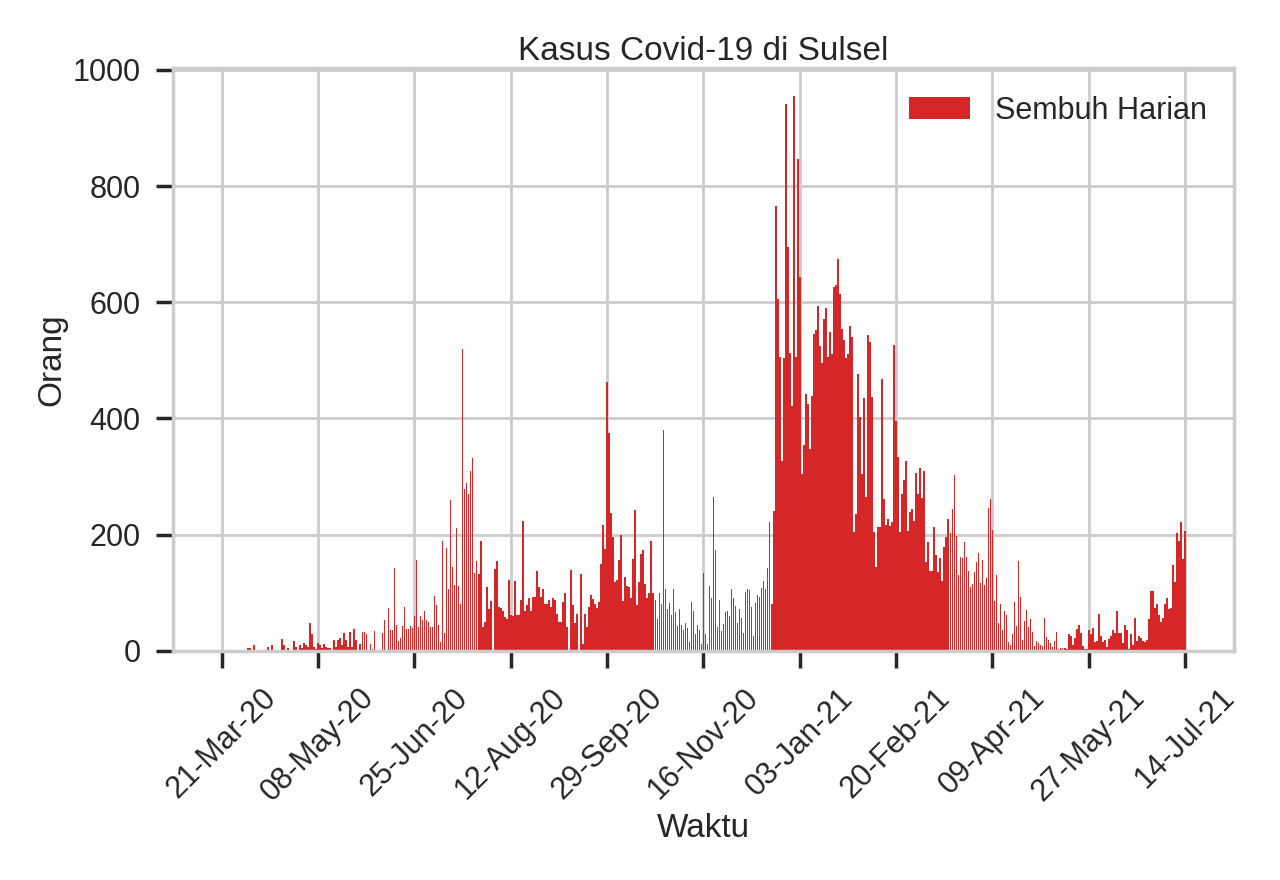 Kasus Covid-19 di Sulsel
Sembuh Harian
Orang
1000
800
600
400
200
0
21-Mar-20
08-May-20
25-Jun-20
12-Aug-20
29-Sep-20
16-Nov-20
03-Jan-21
20-Feb-21
09-Apr-21
27-May-21
14-Jul-21
Waktu